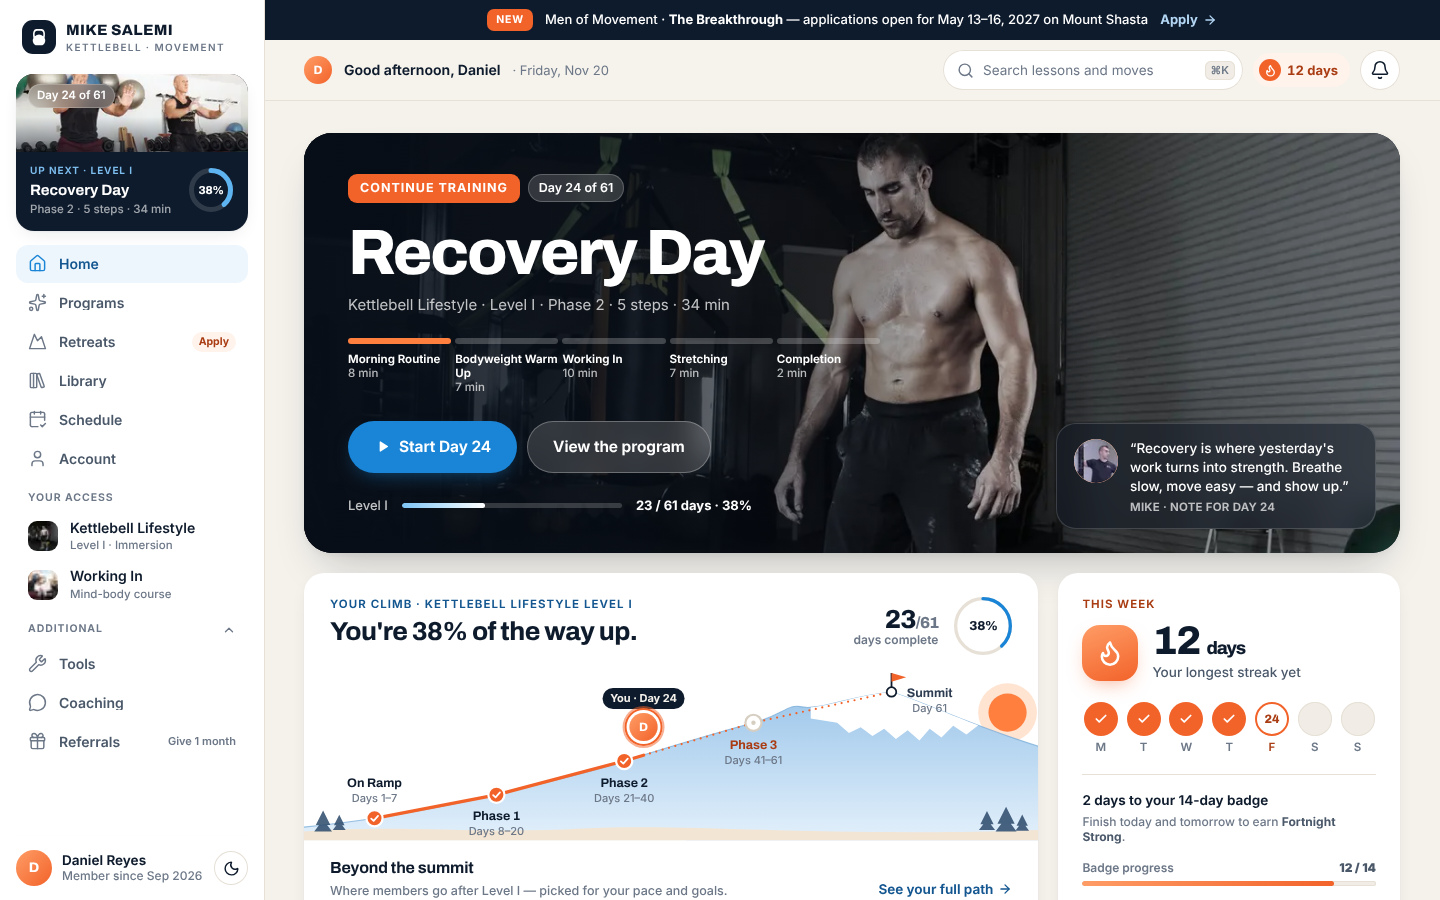 NEW Men of Movement · The Breakthrough — applications open for May 13–16, 2027 on Mount Shasta Apply →
MIKE SALEMI
KETTLEBELL · MOVEMENT
Day 24 of 61
UP NEXT · LEVEL I
Recovery Day
Phase 2 · 5 steps · 34 min
38%
Home
Programs
Retreats Apply
Library
Schedule
Account
YOUR ACCESS
Kettlebell Lifestyle
Level I · Immersion
Working In
Mind-body course
ADDITIONAL
Tools
Coaching
Referrals Give 1 month
D
Daniel Reyes
Member since Sep 2026
D Good afternoon, Daniel · Friday, Nov 20
Search lessons and moves ⌘K
12 days
CONTINUE TRAINING Day 24 of 61
Recovery Day
Kettlebell Lifestyle · Level I · Phase 2 · 5 steps · 34 min
Morning Routine
8 min
Bodyweight Warm
Up
7 min
Working In
10 min
Stretching
7 min
Completion
2 min
Start Day 24
View the program
Level I 23 / 61 days · 38%
“Recovery is where yesterday's
work turns into strength. Breathe
slow, move easy — and show up.”
MIKE · NOTE FOR DAY 24
YOUR CLIMB · KETTLEBELL LIFESTYLE LEVEL I
You're 38% of the way up.
23/61
days complete
38%
You · Day 24
D
On Ramp
Days 1–7
Phase 1
Days 8–20
Phase 2
Days 21–40
Phase 3
Days 41–61
Summit
Day 61
Beyond the summit
Where members go after Level I — picked for your pace and goals.
See your full path →
THIS WEEK
12 days
Your longest streak yet
24
M T W T F S S
2 days to your 14-day badge
Finish today and tomorrow to earn Fortnight
Strong.
Badge progress 12 / 14